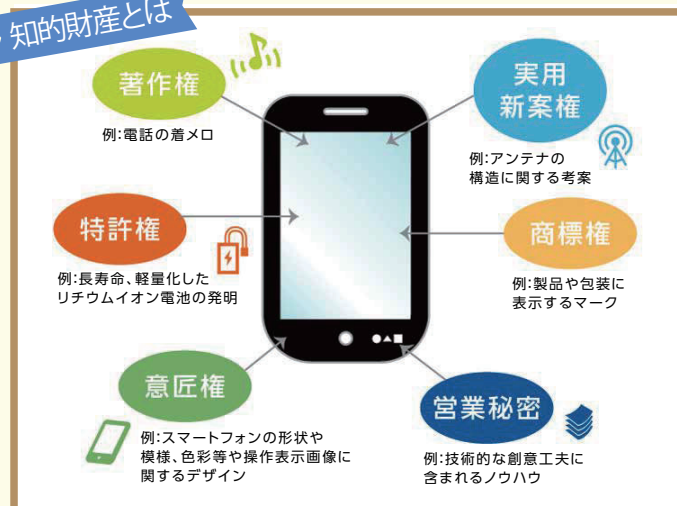 知的財産とは
著作権
例:電話の着メロ
実用
新案権
例:アンテナの
構造に関する考案
特許権
例:長寿命、軽量化した
リチウムイオン電池の発明
商標権
例:製品や包装に
表示するマーク
意匠権
例:スマートフォンの形状や
模様、色彩等や操作表示画像に
関するデザイン
営業秘密
例:技術的な創意工夫に
含まれるノウハウ